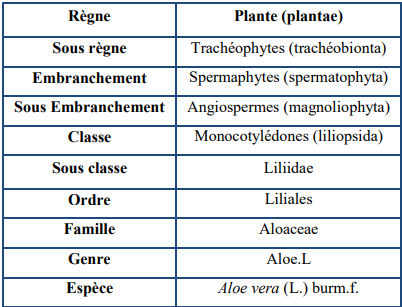 Règne Plante (plantae)
Sous règne Trachéophytes (trachéobionta)
Embranchement Spermaphytes (spermatophyta)
Sous Embranchement Angiospermes (magnoliophyta)
Classe Monocotylédones (liliopsida)
Sous classe Liliidae
Ordre Liliales
Famille Aloaceae
Genre Aloe.L
Espèce Aloe vera (L.) burm.f.